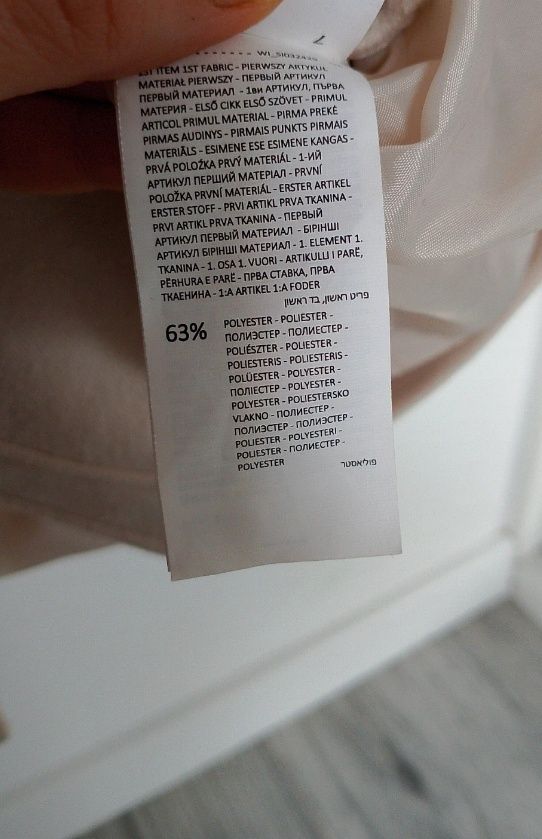 7
1ST ITEM 1ST FABRIC - PIERWSZY ARTYKUŁ
MATERIAŁ PIERWSZY - ПЕРВЫЙ АРТИКУЛ
ПЕРВЫЙ МАТЕРИАЛ - 1ви АРТИКУЛ, ПЪРВА
МАТЕРИЯ - ELSŐ CIKK ELSŐ SZÖVET - PRIMUL
ARTICOL PRIMUL MATERIAL - PIRMA PREKĖ
PIRMAS AUDINYS - PIRMAIS PUNKTS PIRMAIS
MATERIĀLS - ESIMENE ESE ESIMENE KANGAS -
PRVÁ POLOŽKA PRVÝ MATERIÁL - 1-ИЙ
АРТИКУЛ ПЕРШИЙ МАТЕРІАЛ - PRVNÍ
POLOŽKA PRVNÍ MATERIÁL - ERSTER ARTIKEL
ERSTER STOFF - PRVI ARTIKL PRVA TKANINA -
PRVI ARTIKL PRVA TKANINA - ПЕРВЫЙ
АРТИКУЛ ПЕРВЫЙ МАТЕРИАЛ - БІРІНШІ
АРТИКУЛ БІРІНШІ МАТЕРИАЛ - 1. ELEMENT 1.
TKANINA - 1. OSA 1. VUORI - ARTIKULLI I PARË,
PËRHURA E PARË - ПРВА СТАВКА, ПРВА
ТКАЕНИНА - 1:A ARTIKEL 1:A FODER
פריט ראשון, בד ראשון
63% POLYESTER - POLIESTER -
ПОЛИЭСТЕР - ПОЛИЕСТЕР -
POLIÉSZTER - POLIESTER -
POLIESTERIS - POLIESTERIS -
POLÜESTER - POLYESTER -
ПОЛІЕСТЕР - POLYESTER -
POLYESTER - POLIESTERSKO
VLAKNO - ПОЛИЕСТЕР -
ПОЛИЭСТЕР - ПОЛИЭСТЕР -
POLIESTER - POLYESTERI -
POLIESTER - ПОЛИЕСТЕР -
POLYESTER פוליאסטר